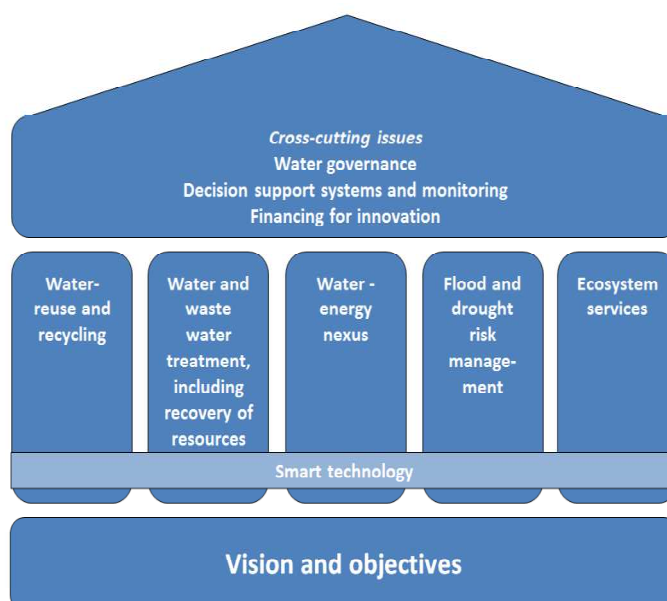 Cross-cutting issues
Water governance
Decision support systems and monitoring
Financing for innovation
Water-
reuse and
recycling
Water and
waste
water
treatment,
including
recovery of
resources
Water -
energy
nexus
Flood and
drought
risk
manage-
ment
Ecosystem
services
Smart technology
Vision and objectives